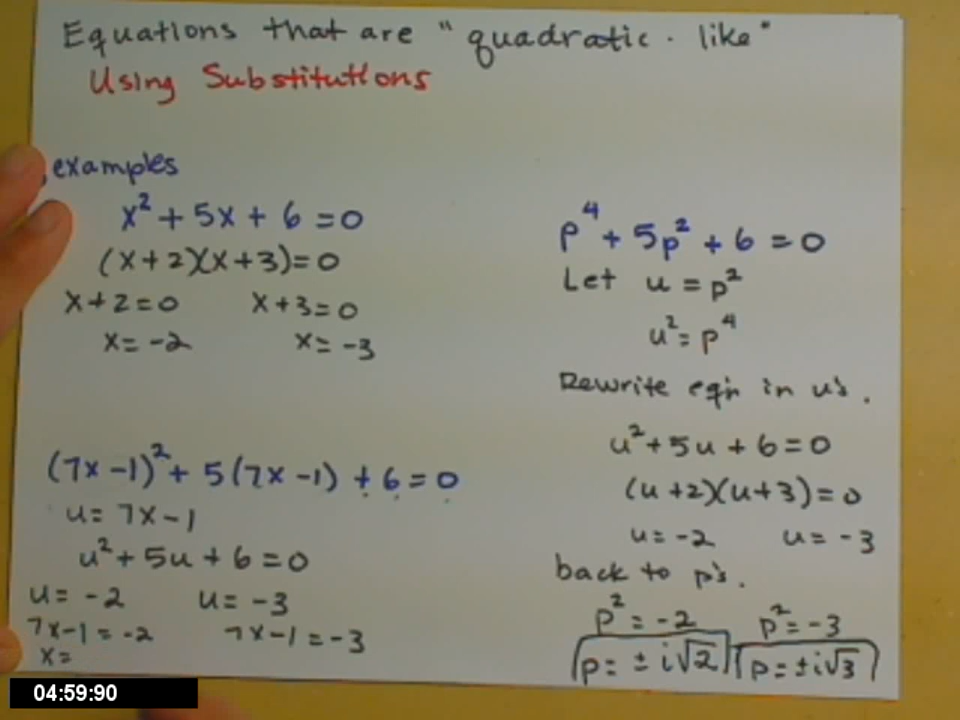 Equations that are "quadratic-like"
Using Substitutions
examples
x² + 5x + 6 = 0
(x+2)(x+3)=0
x+2=0 x+3=0
x=-2 x=-3
(7x-1)² + 5(7x-1) + 6 = 0
u=7x-1
u²+5u+6=0
u=-2 u=-3
7x-1=-2 7x-1=-3
x=
p⁴ + 5p² + 6 = 0
Let u = p²
u² = p⁴
Rewrite eq'n in u's.
u²+5u+6=0
(u+2)(u+3)=0
u=-2 u=-3
back to p's.
p²=-2 p²=-3
p=±i√2 p=±i√3
04:59:90